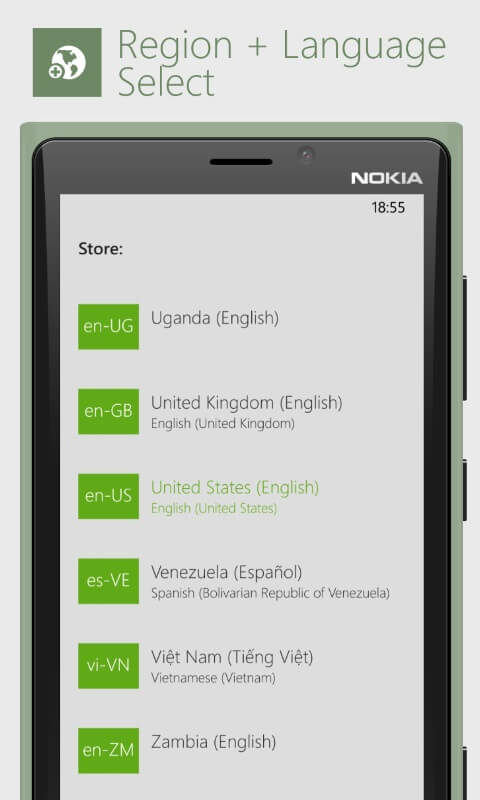 Region + Language
Select
NOKIA
18:55
Store:
en-UG
Uganda (English)
en-GB
United Kingdom (English)
English (United Kingdom)
en-US
United States (English)
English (United States)
es-VE
Venezuela (Español)
Spanish (Bolivarian Republic of Venezuela)
vi-VN
Việt Nam (Tiếng Việt)
Vietnamese (Vietnam)
en-ZM
Zambia (English)